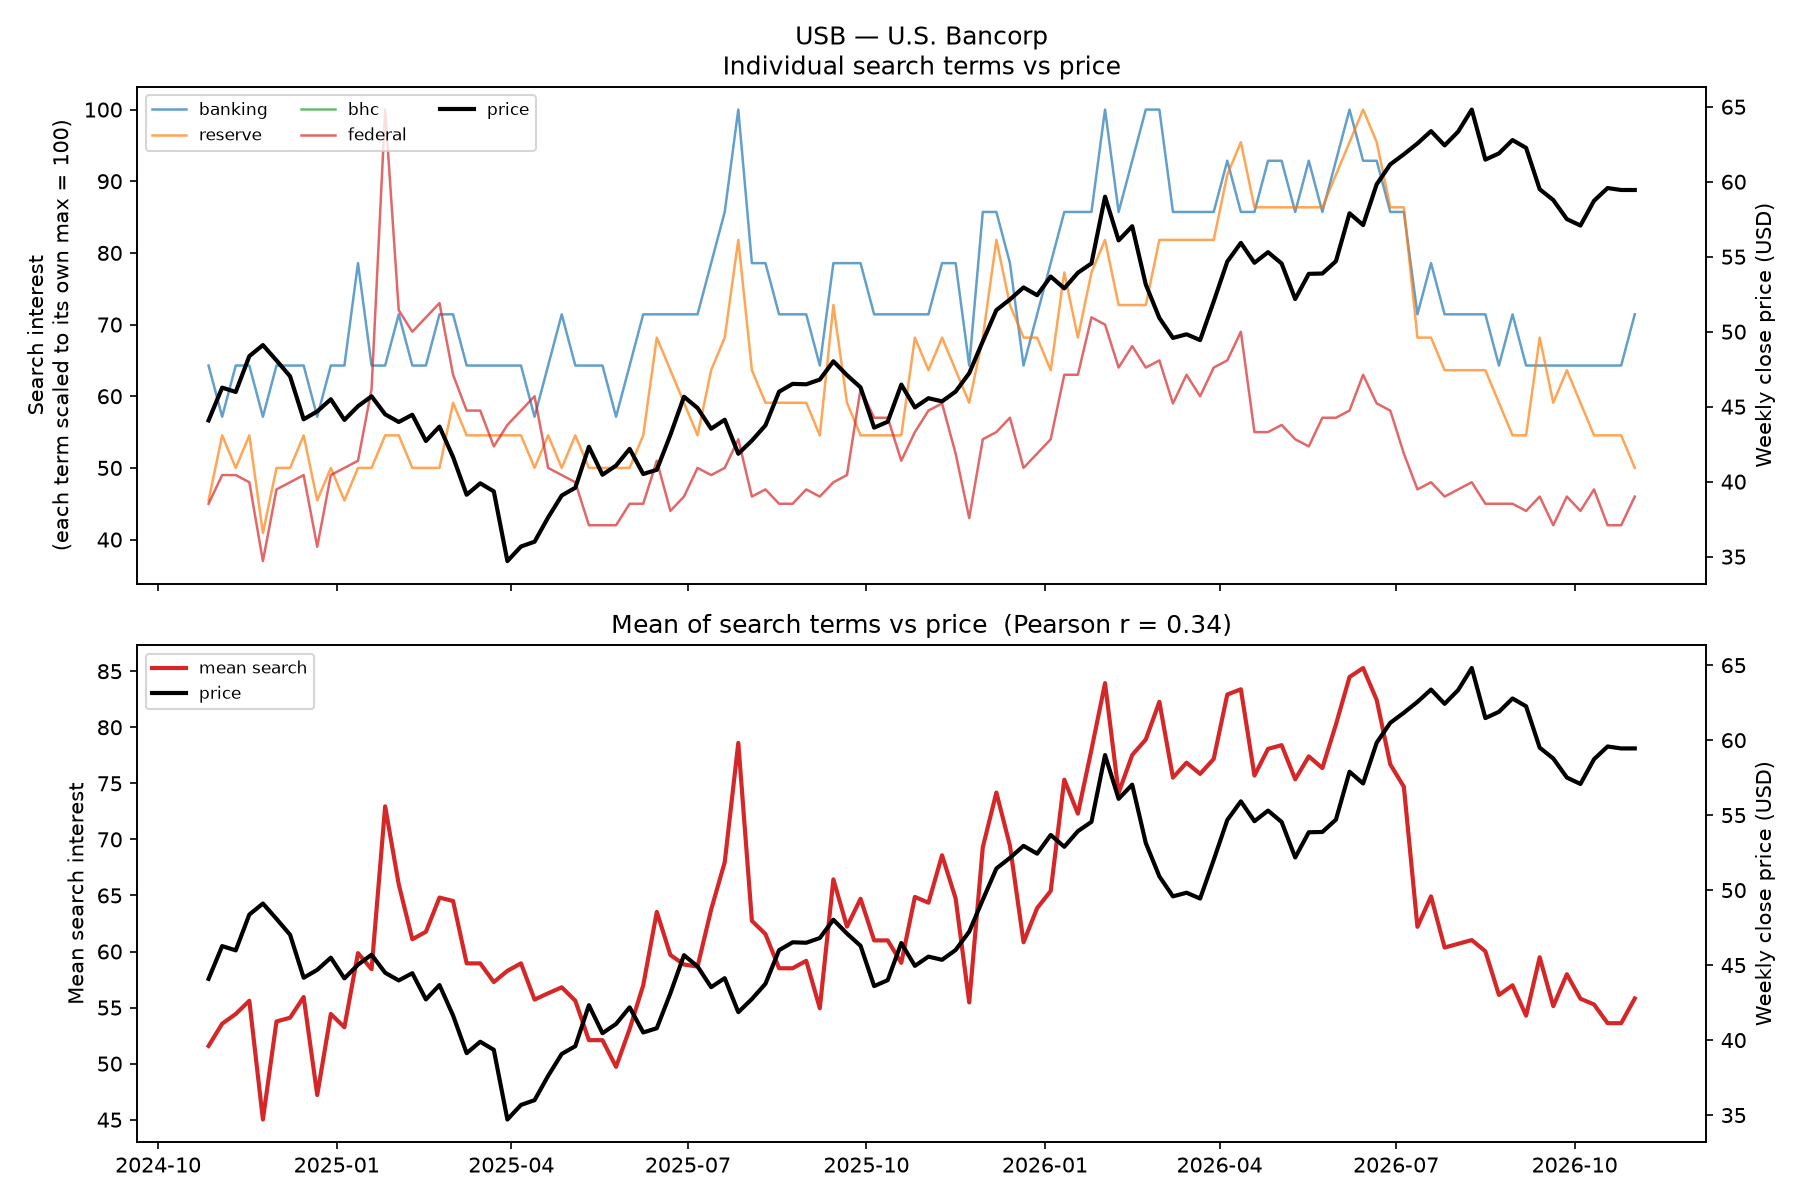 USB — U.S. Bancorp
Individual search terms vs price
banking
reserve
bhc
federal
price
Search interest
(each term scaled to its own max = 100)
100
90
80
70
60
50
40
65
60
55
50
45
40
35
Weekly close price (USD)
Mean of search terms vs price (Pearson r = 0.34)
mean search
price
Mean search interest
85
80
75
70
65
60
55
50
45
65
60
55
50
45
40
35
Weekly close price (USD)
2024-10
2025-01
2025-04
2025-07
2025-10
2026-01
2026-04
2026-07
2026-10